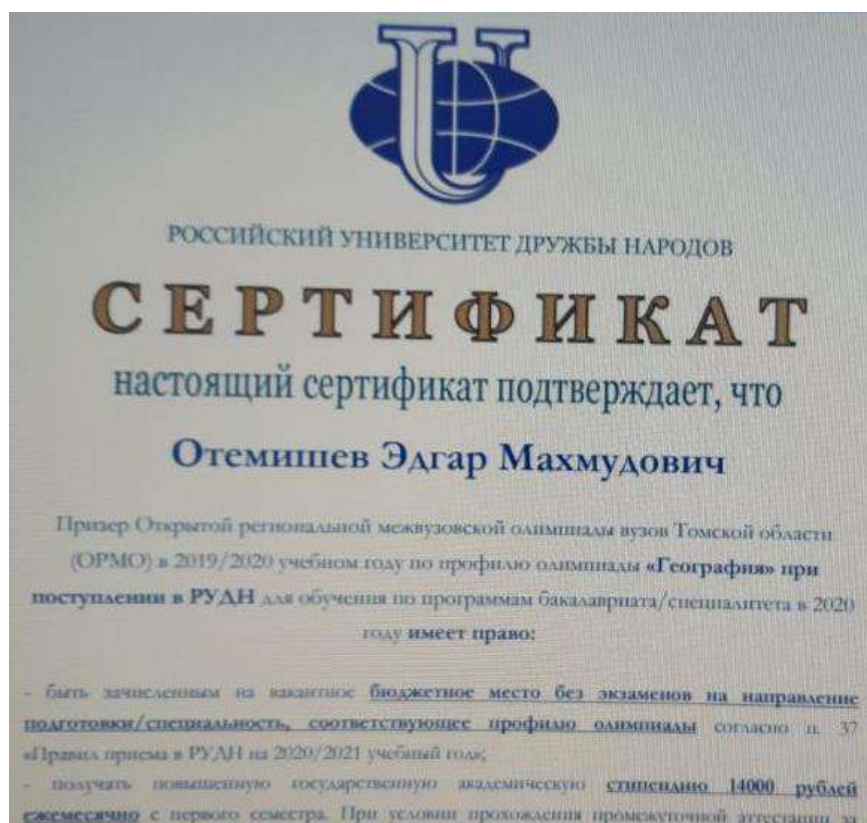 РОССИЙСКИЙ УНИВЕРСИТЕТ ДРУЖБЫ НАРОДОВ
СЕРТИФИКАТ
настоящий сертификат подтверждает, что
Отемишев Эдгар Махмудович
Призер Открытой региональной межвузовской олимпиады вузов Томской области
(ОРМО) в 2019/2020 учебном году по профилю олимпиады «География» при
поступлении в РУДН для обучения по программам бакалавриата/специалитета в 2020
году имеет право:
- быть зачисленным на вакантное бюджетное место без экзаменов на направление
подготовки/специальность, соответствующее профилю олимпиады согласно п. 37
«Правил приема в РУДН на 2020/2021 учебный год»;
- получать повышенную государственную академическую стипендию 14000 рублей
ежемесячно с первого семестра. При условии прохождения промежуточной аттестации за